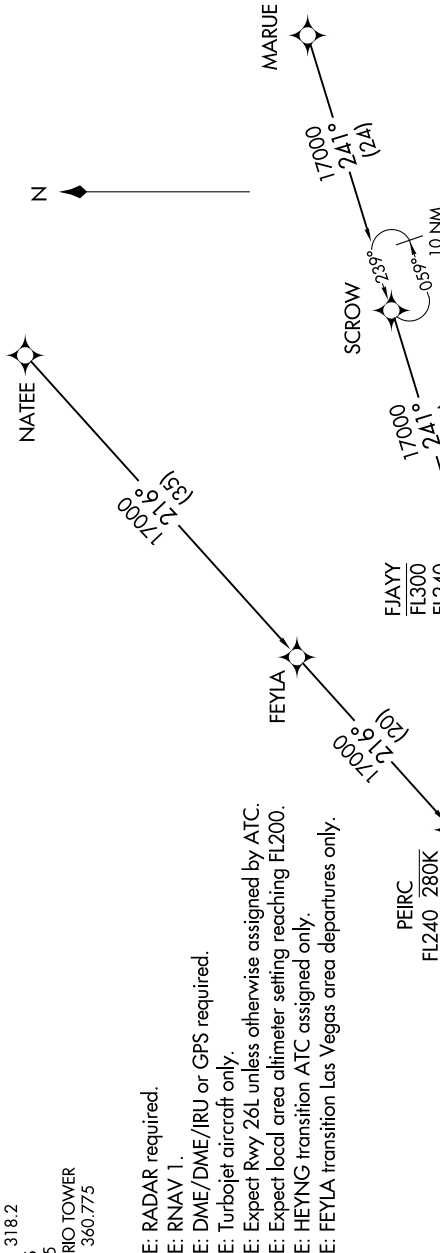 318.2
5
5
RIO TOWER
360.775
E: RADAR required.
E: RNAV 1.
E: DME/DME/IRU or GPS required.
E: Turbojet aircraft only.
E: Expect Rwy 26L unless otherwise assigned by ATC.
E: Expect local area altimeter setting reaching FL200.
E: HEYNG transition ATC assigned only.
E: FEYLA transition Las Vegas area departures only.
N
NATEE
17000
216°
(35)
FEYLA
17000
216°
(20)
PEIRC
FL240 280K
MARUE
17000
241°
(24)
SCROW
239°
059°
10 NM
17000
241°
FJAYY
FL300
FL240